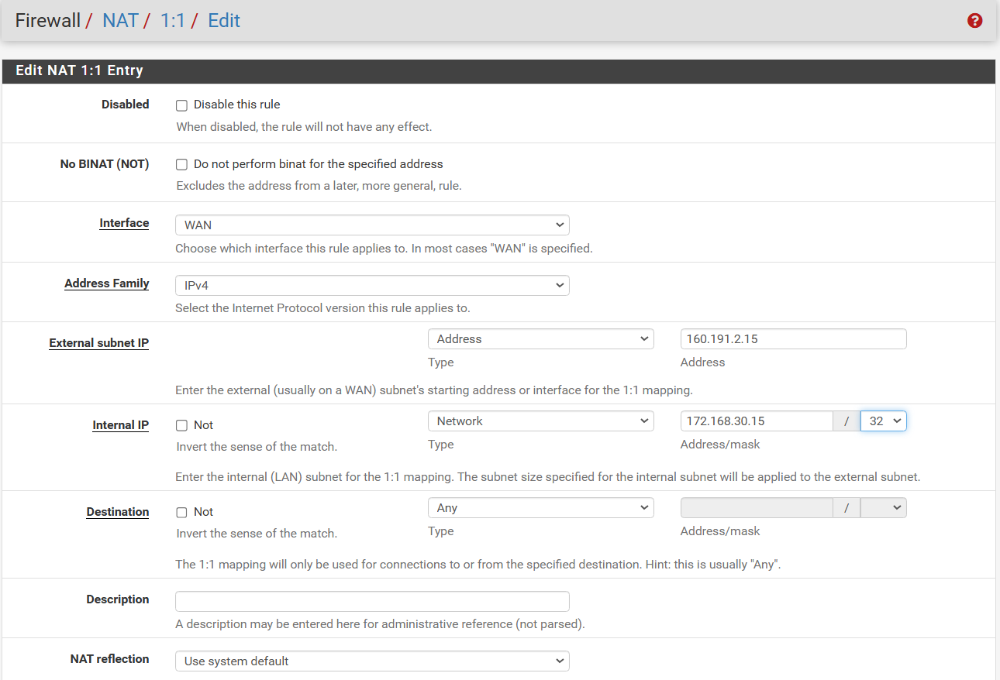 Firewall / NAT / 1:1 / Edit
?
Edit NAT 1:1 Entry
Disabled
Disable this rule
When disabled, the rule will not have any effect.
No BINAT (NOT)
Do not perform binat for the specified address
Excludes the address from a later, more general, rule.
Interface
WAN
Choose which interface this rule applies to. In most cases "WAN" is specified.
Address Family
IPv4
Select the Internet Protocol version this rule applies to.
External subnet IP
Address 160.191.2.15
Type Address
Enter the external (usually on a WAN) subnet's starting address or interface for the 1:1 mapping.
Internal IP
Not Network 172.168.30.15 / 32
Invert the sense of the match. Type Address/mask
Enter the internal (LAN) subnet for the 1:1 mapping. The subnet size specified for the internal subnet will be applied to the external subnet.
Destination
Not Any /
Invert the sense of the match. Type Address/mask
The 1:1 mapping will only be used for connections to or from the specified destination. Hint: this is usually "Any".
Description
A description may be entered here for administrative reference (not parsed).
NAT reflection
Use system default